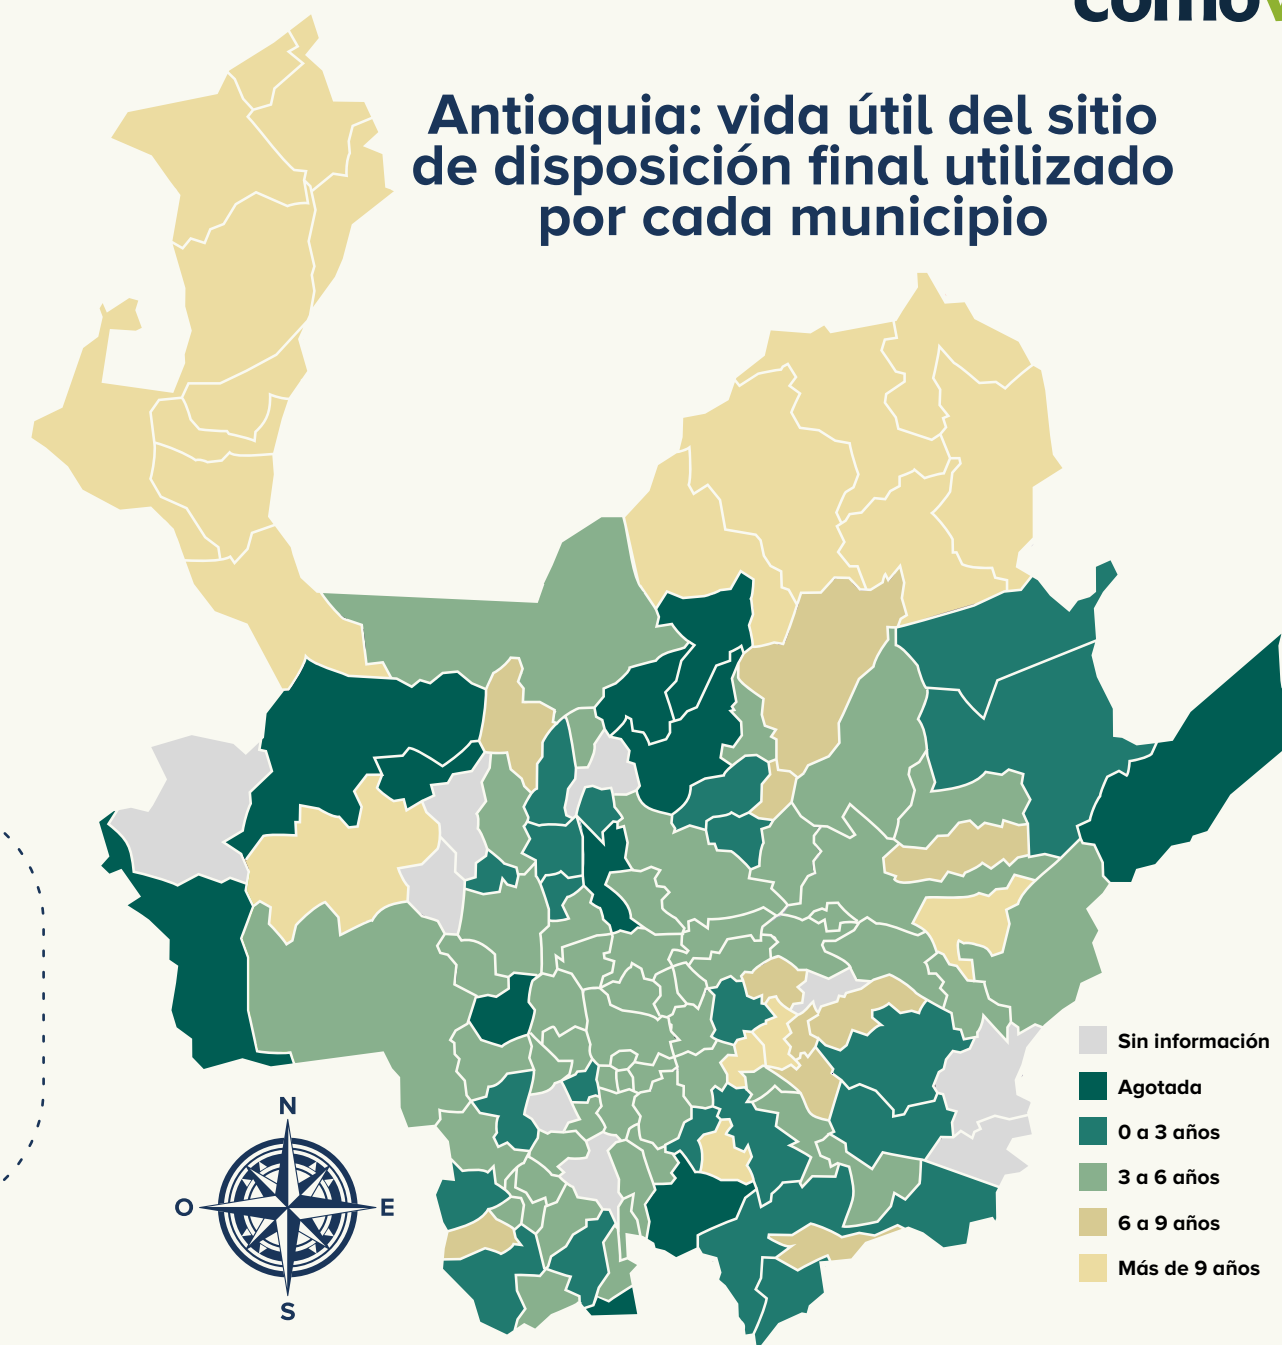 como
Antioquia: vida útil del sitio
de disposición final utilizado
por cada municipio
Sin información
Agotada
0 a 3 años
3 a 6 años
6 a 9 años
Más de 9 años
N
O
E
S